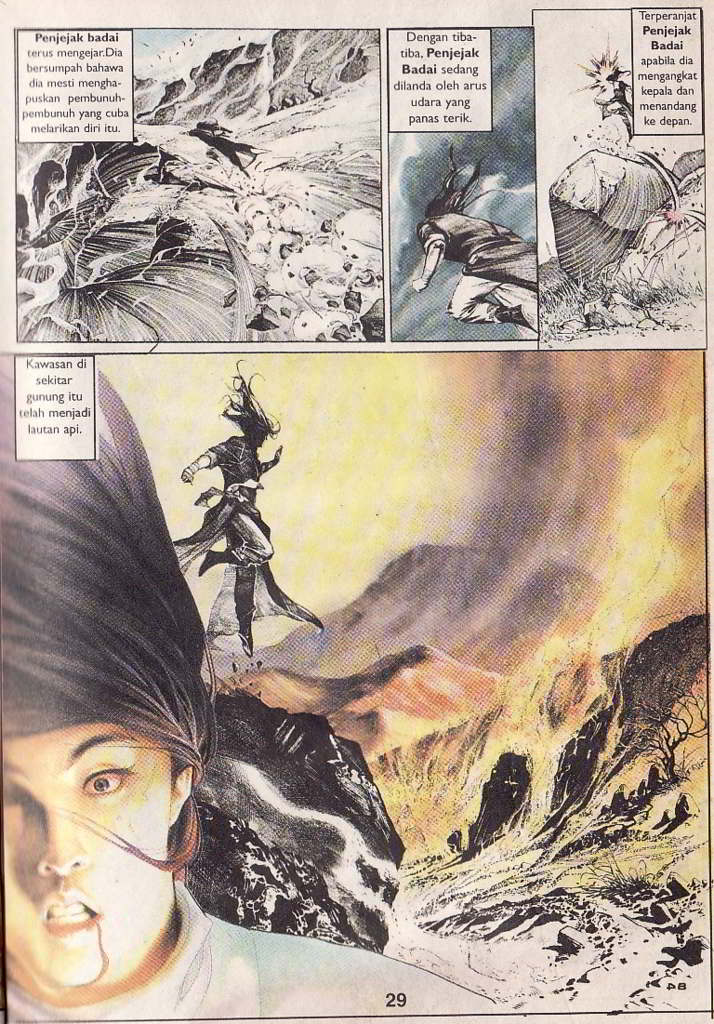 Penjejak badai
terus mengejar.Dia
bersumpah bahawa
dia mesti mengha-
puskan pembunuh-
pembunuh yang cuba
melarikan diri itu.
Dengan tiba-
tiba, Penjejak
Badai sedang
dilanda oleh arus
udara yang
panas terik.
Terperanjat
Penjejak
Badai
apabila dia
mengangkat
kepala dan
menandang
ke depan.
Kawasan di
sekitar
gunung itu
telah menjadi
lautan api.
29